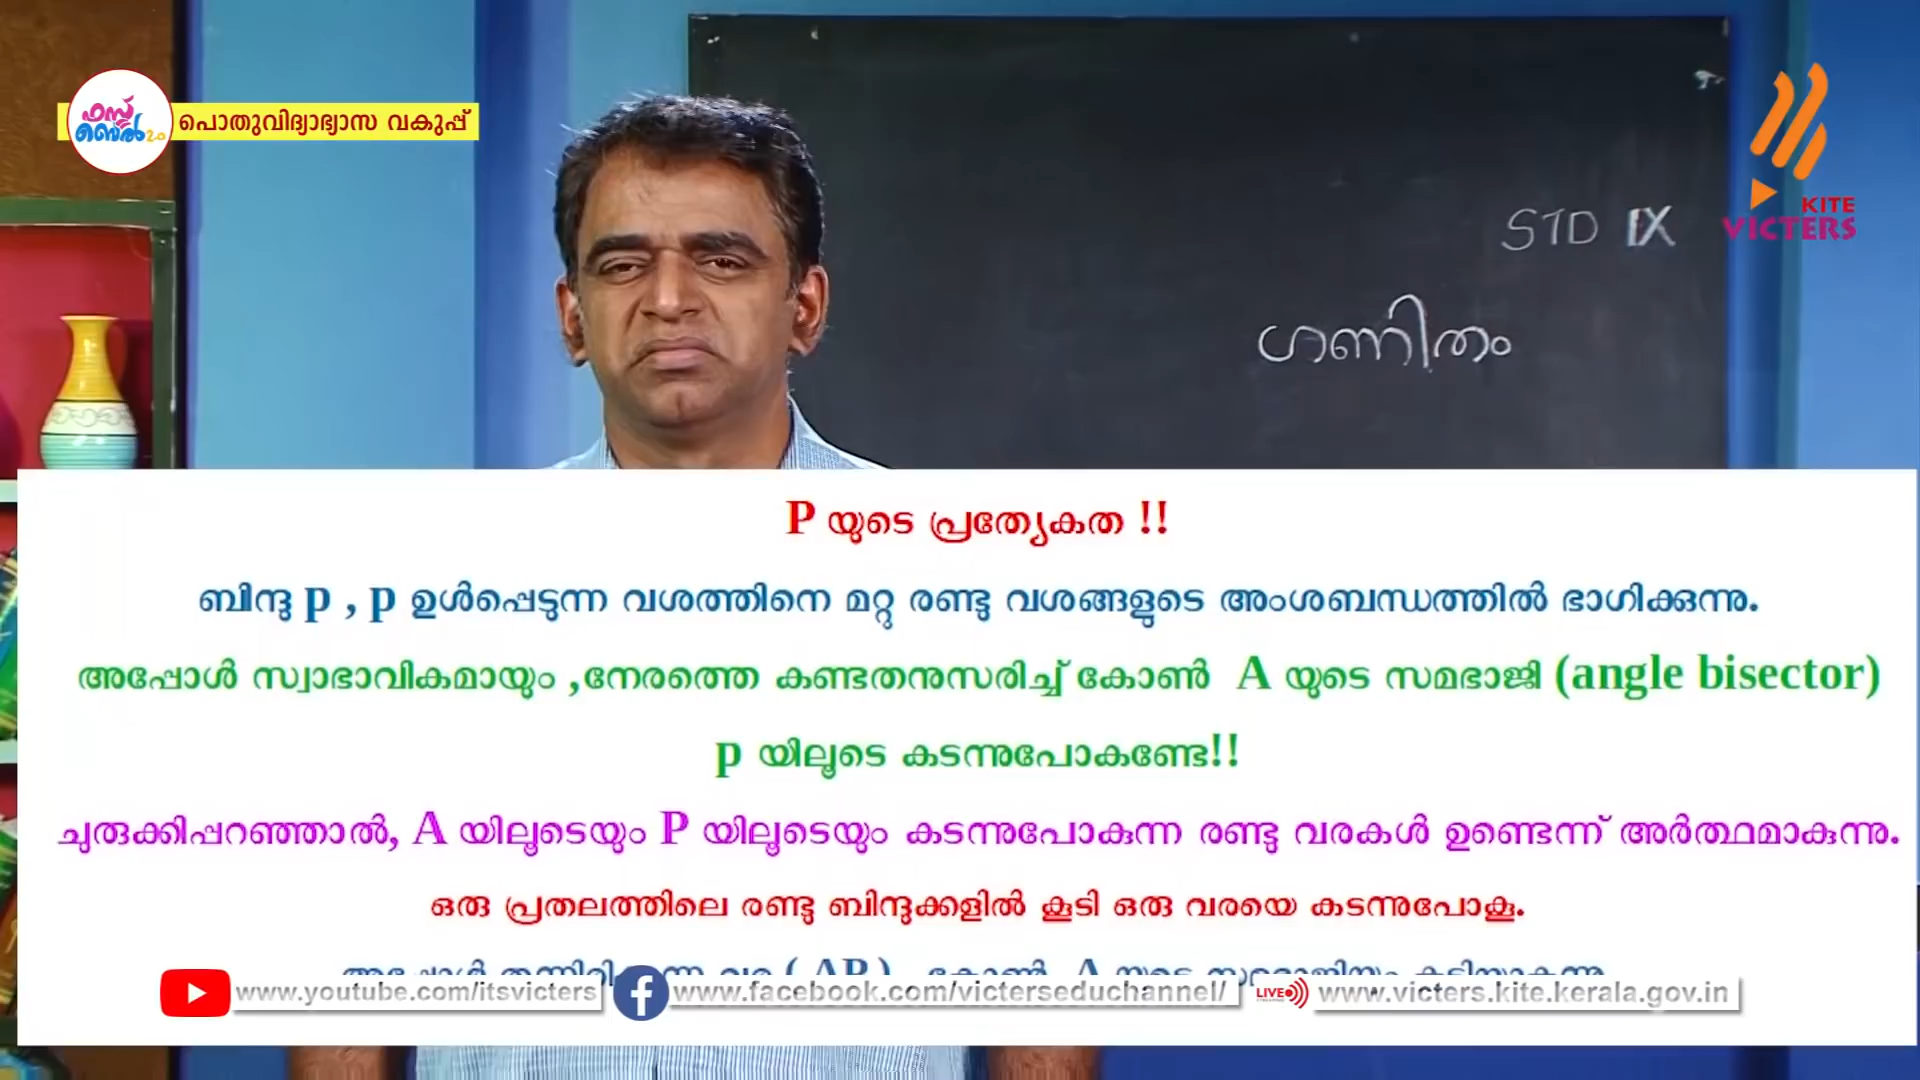 ഫസ്റ്റ് ബെൽ 2.0
പൊതുവിദ്യാഭ്യാസ വകുപ്പ്
KITE
VICTERS
STD IX
ഗണിതം
P യുടെ പ്രത്യേകത !!
ബിന്ദു p , p ഉൾപ്പെടുന്ന വശത്തിനെ മറ്റു രണ്ടു വശങ്ങളുടെ അംശബന്ധത്തിൽ ഭാഗിക്കുന്നു.
അപ്പോൾ സ്വാഭാവികമായും ,നേരത്തെ കണ്ടതനുസരിച്ച് കോൺ A യുടെ സമഭാജി (angle bisector)
p യിലൂടെ കടന്നുപോകണ്ടേ!!
ചുരുക്കിപ്പറഞ്ഞാൽ, A യിലൂടെയും P യിലൂടെയും കടന്നുപോകുന്ന രണ്ടു വരകൾ ഉണ്ടെന്ന് അർത്ഥമാകുന്നു.
ഒരു പ്രതലത്തിലെ രണ്ടു ബിന്ദുക്കളിൽ കൂടി ഒരു വരയെ കടന്നുപോകൂ.
അപ്പോൾ വര ( AP ) , കോൺ A യുടെ
www.youtube.com/itsvicters
www.facebook.com/victerseduchannel/
LIVE www.victers.kite.kerala.gov.in